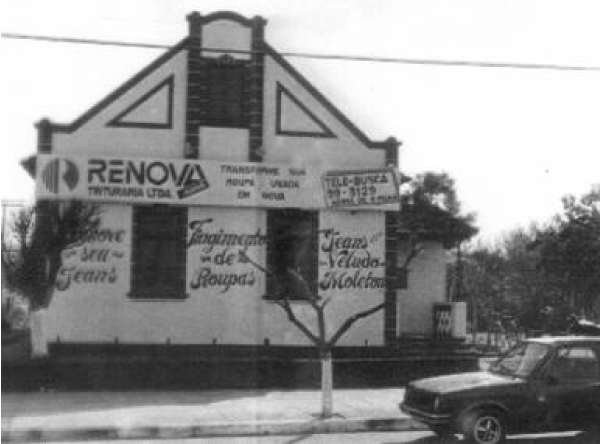 RENOVA
TINTURARIA LTDA.
TRANSFORME SUA
ROUPA USADA
EM NOVA
TELE-BUSCA
Renove
seu
Jeans
Tingimento
de
Roupas
Jeans
Veludo
Moleton